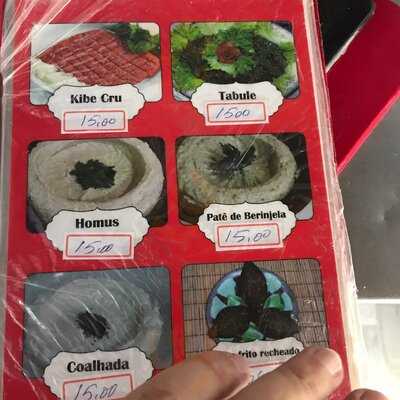 Kibe Cru
15,00
Tabule
15,00
Homus
15,00
Patê de Berinjela
15,00
Coalhada
15,00
frito recheado